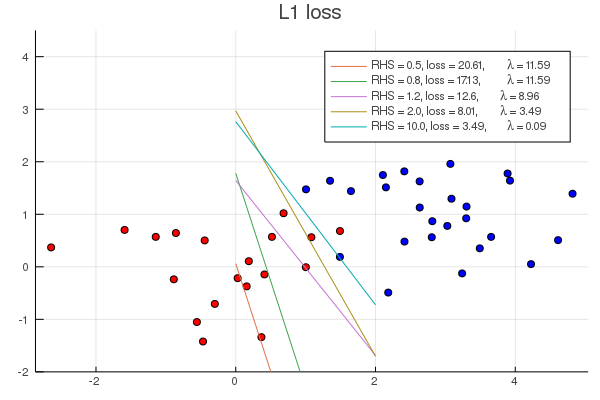 L1 loss
RHS = 0.5, loss = 20.61, λ = 11.59
RHS = 0.8, loss = 17.13, λ = 11.59
RHS = 1.2, loss = 12.6, λ = 8.96
RHS = 2.0, loss = 8.01, λ = 3.49
RHS = 10.0, loss = 3.49, λ = 0.09
4
3
2
1
0
-1
-2
-2 0 2 4